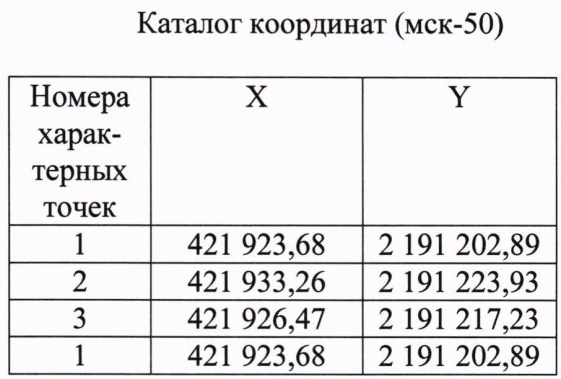 Каталог координат (мск-50)
Номера
харак-
терных
точек
X
Y
1 421 923,68 2 191 202,89
2 421 933,26 2 191 223,93
3 421 926,47 2 191 217,23
1 421 923,68 2 191 202,89